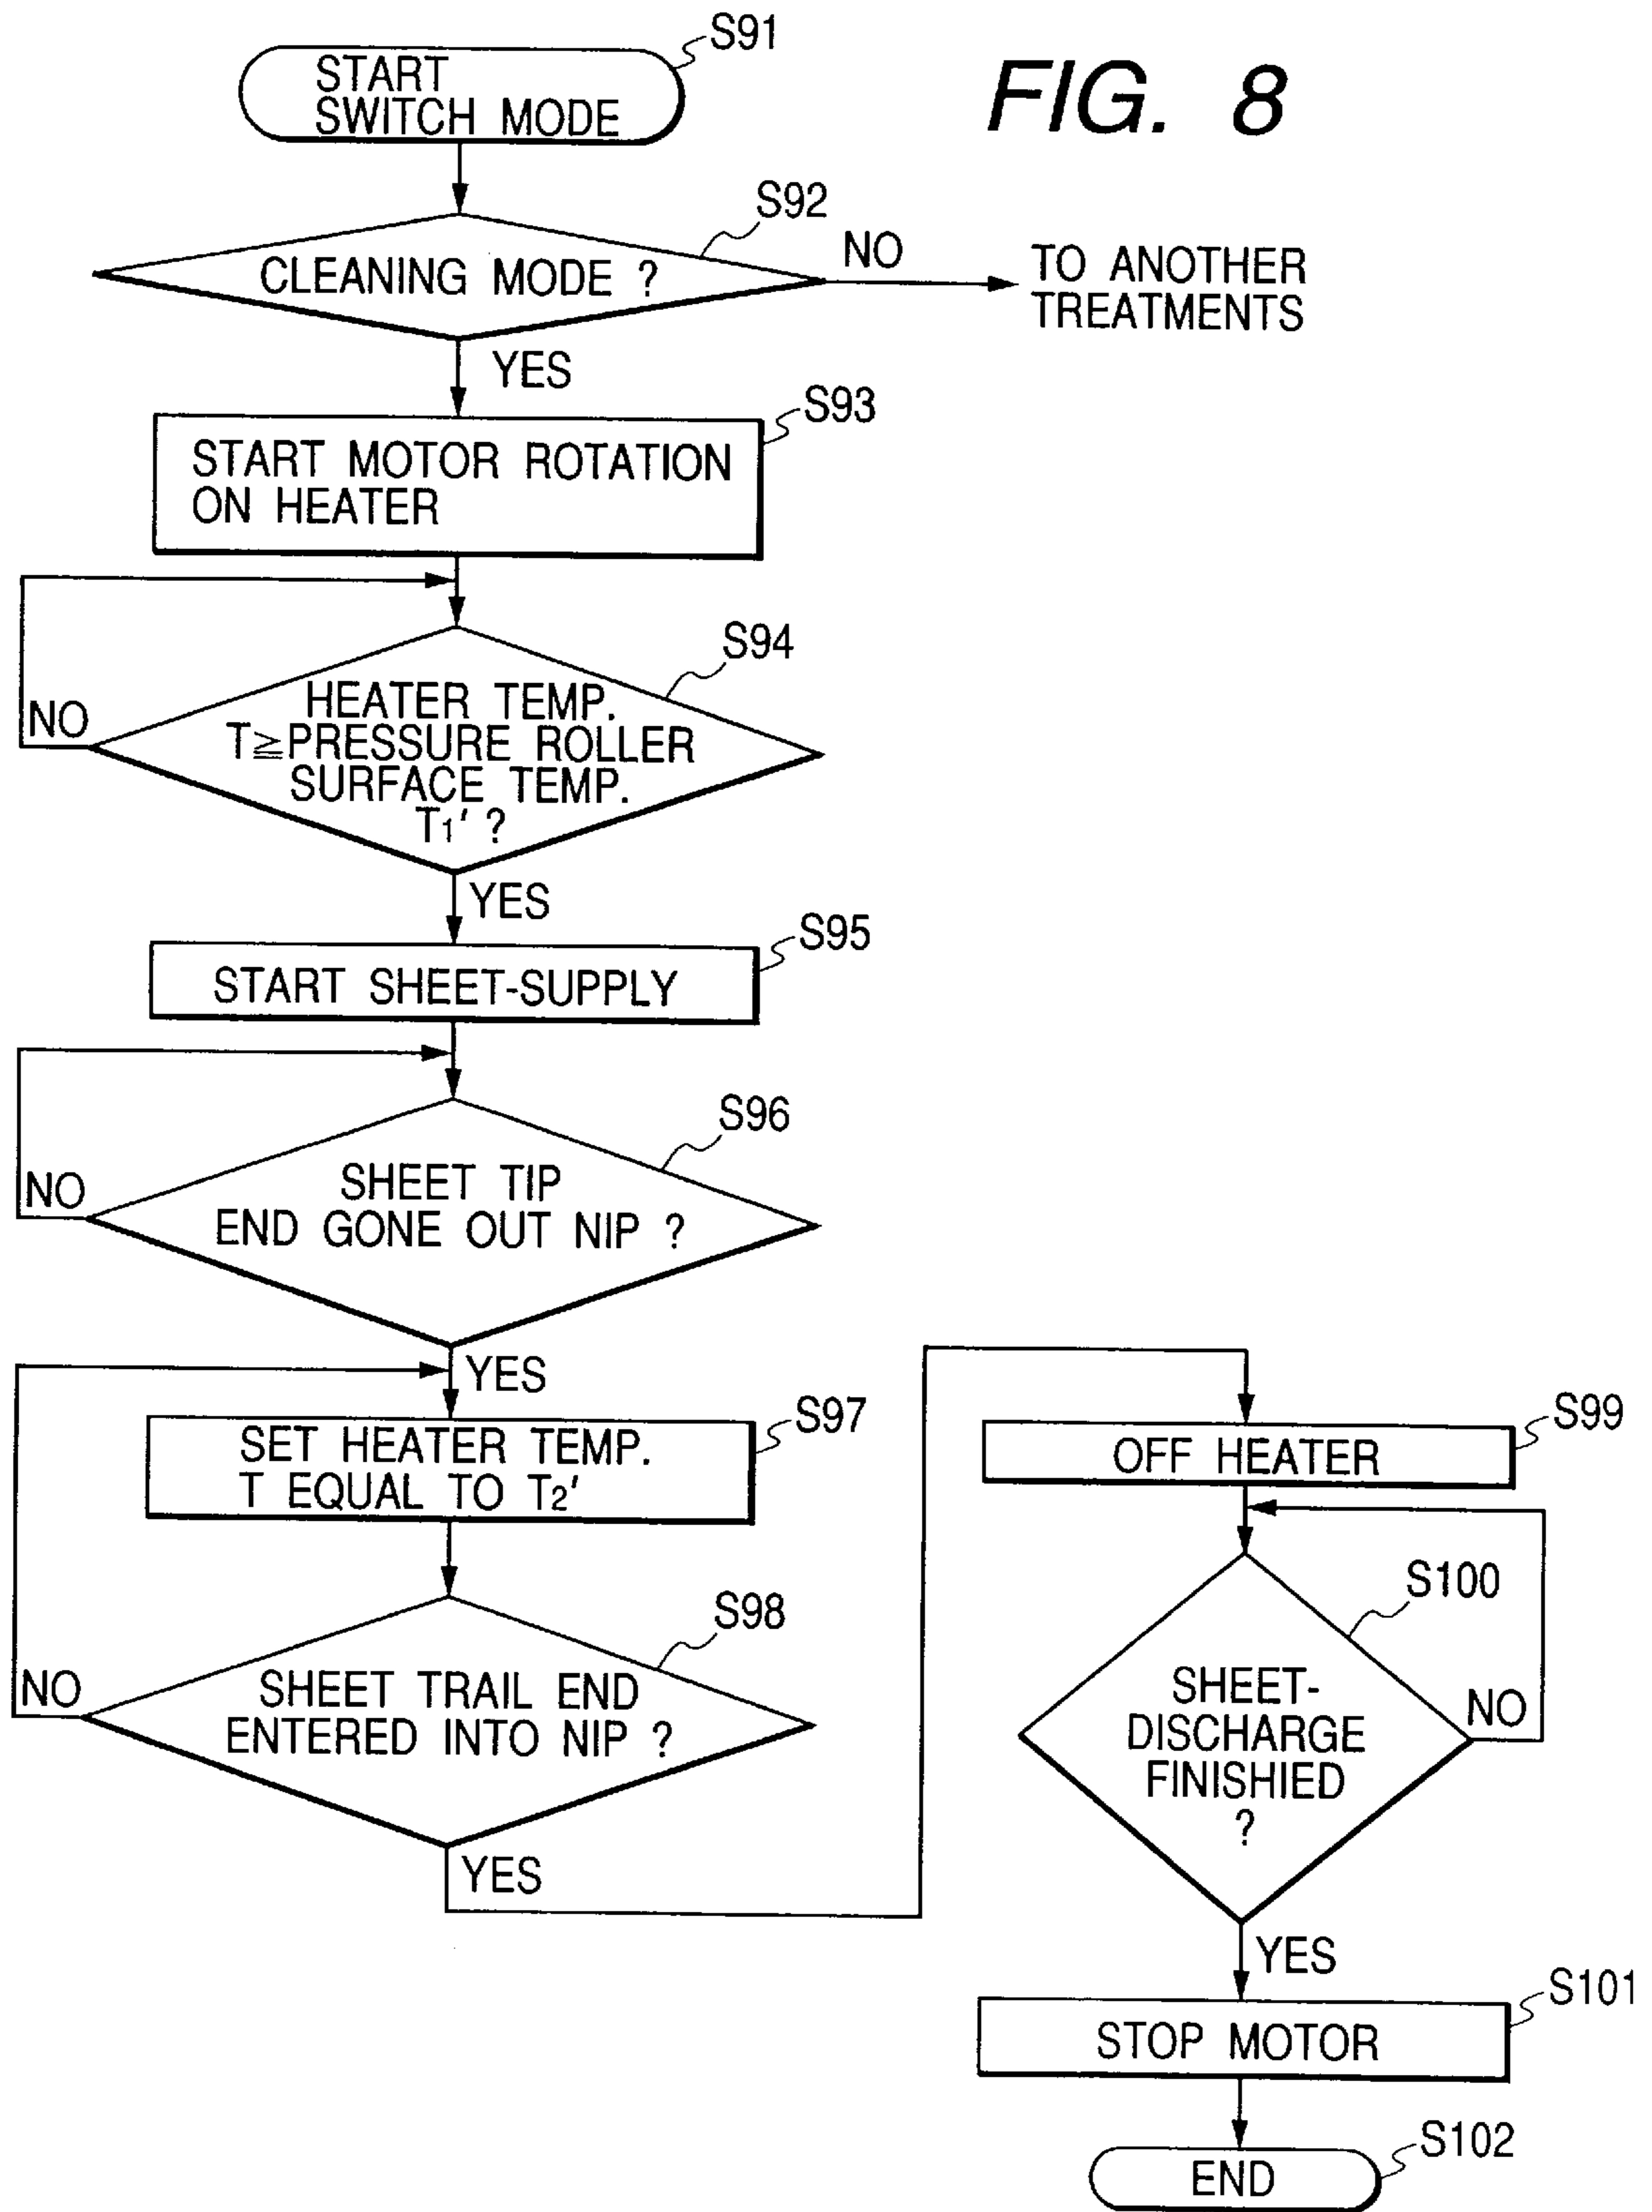 FIG. 8
S91
START
SWITCH MODE
S92
CLEANING MODE ?
NO
TO ANOTHER
TREATMENTS
YES
S93
START MOTOR ROTATION
ON HEATER
S94
HEATER TEMP.
T≧PRESSURE ROLLER
SURFACE TEMP.
T1' ?
NO
YES
S95
START SHEET-SUPPLY
S96
SHEET TIP
END GONE OUT NIP ?
NO
YES
S97
SET HEATER TEMP.
T EQUAL TO T2'
S98
SHEET TRAIL END
ENTERED INTO NIP ?
NO
YES
S99
OFF HEATER
S100
SHEET-
DISCHARGE
FINISHIED
?
NO
YES
S101
STOP MOTOR
S102
END